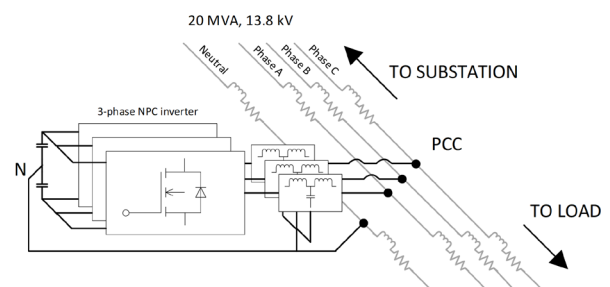 20 MVA, 13.8 kV
Neutral
Phase A
Phase B
Phase C
TO SUBSTATION
3-phase NPC inverter
PCC
N
TO LOAD